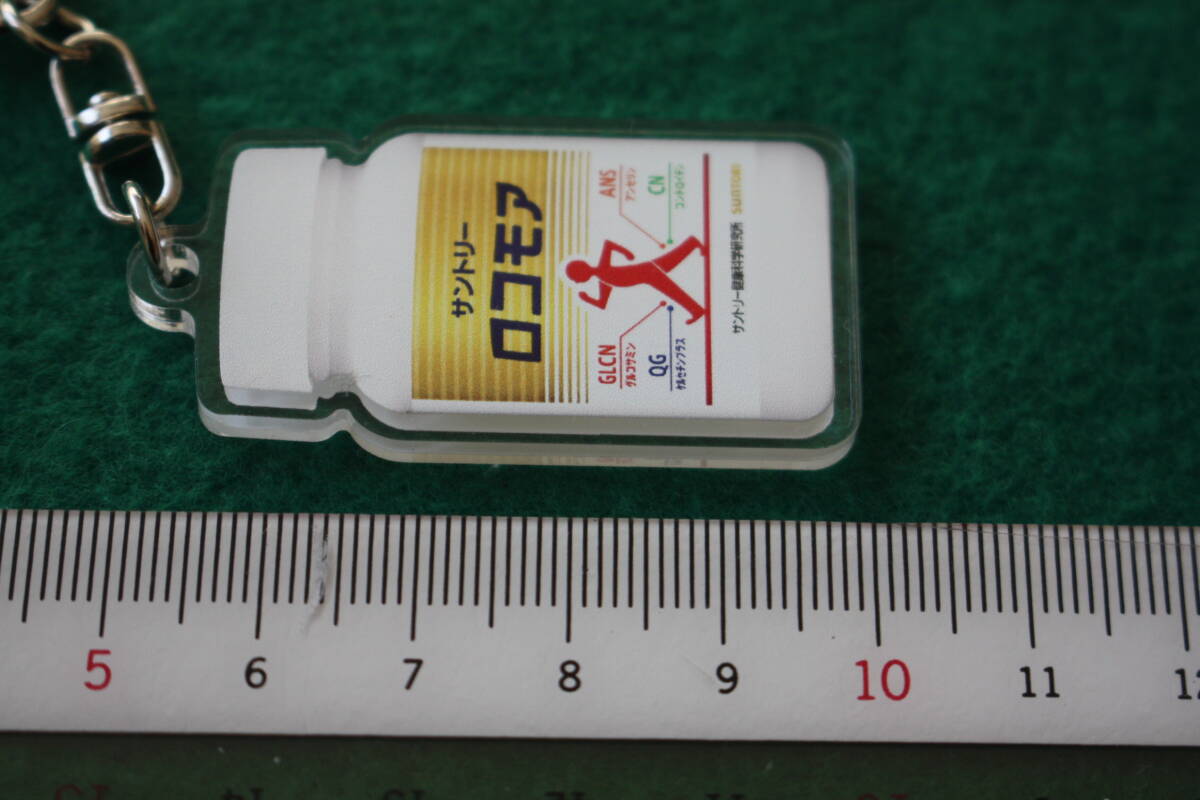 サントリー
ロコモア
ANS
アンセリン
CN
コンドロイチン
GLCN
グルコサミン
QG
ケルセチンプラス
サントリー健康科学研究所 SUNTORY
5 6 7 8 9 10 11